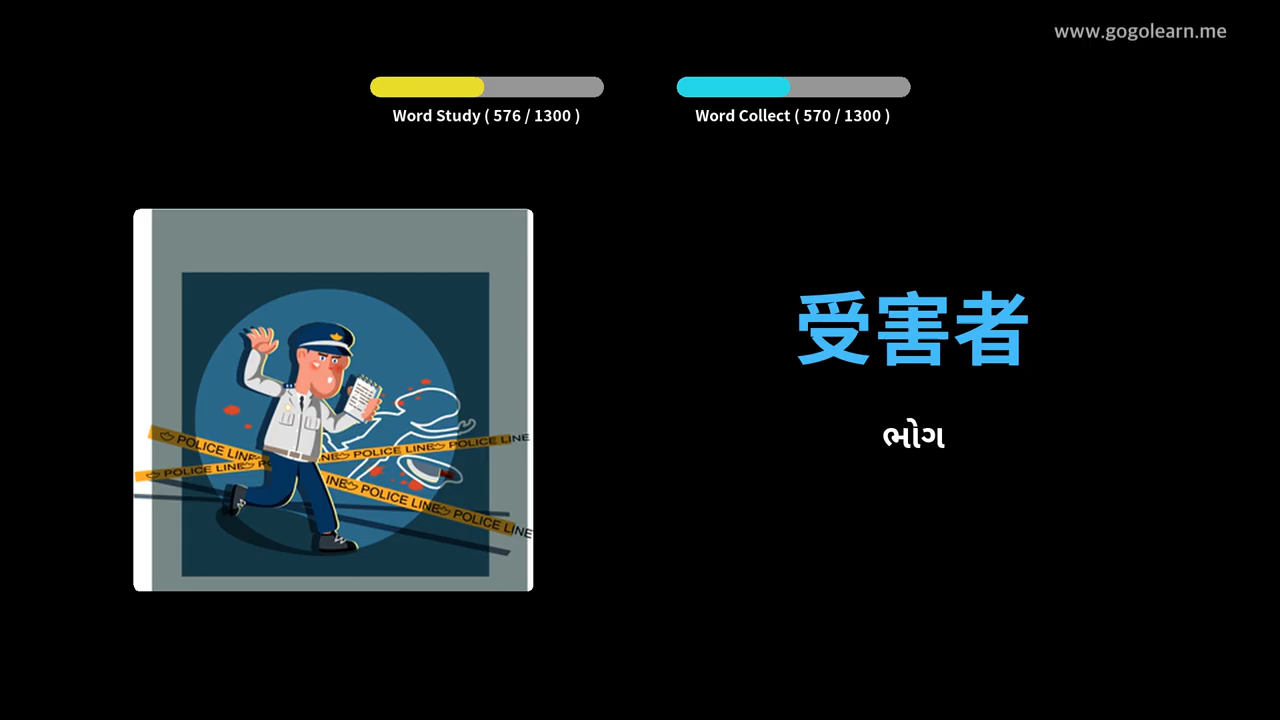 www.gogolearn.me
Word Study ( 576 / 1300 )
Word Collect ( 570 / 1300 )
受害者
ભોગ
POLICE LINE POLICE LINE POLICE LINE
POLICE LINE
POLICE LINE POLICE LINE